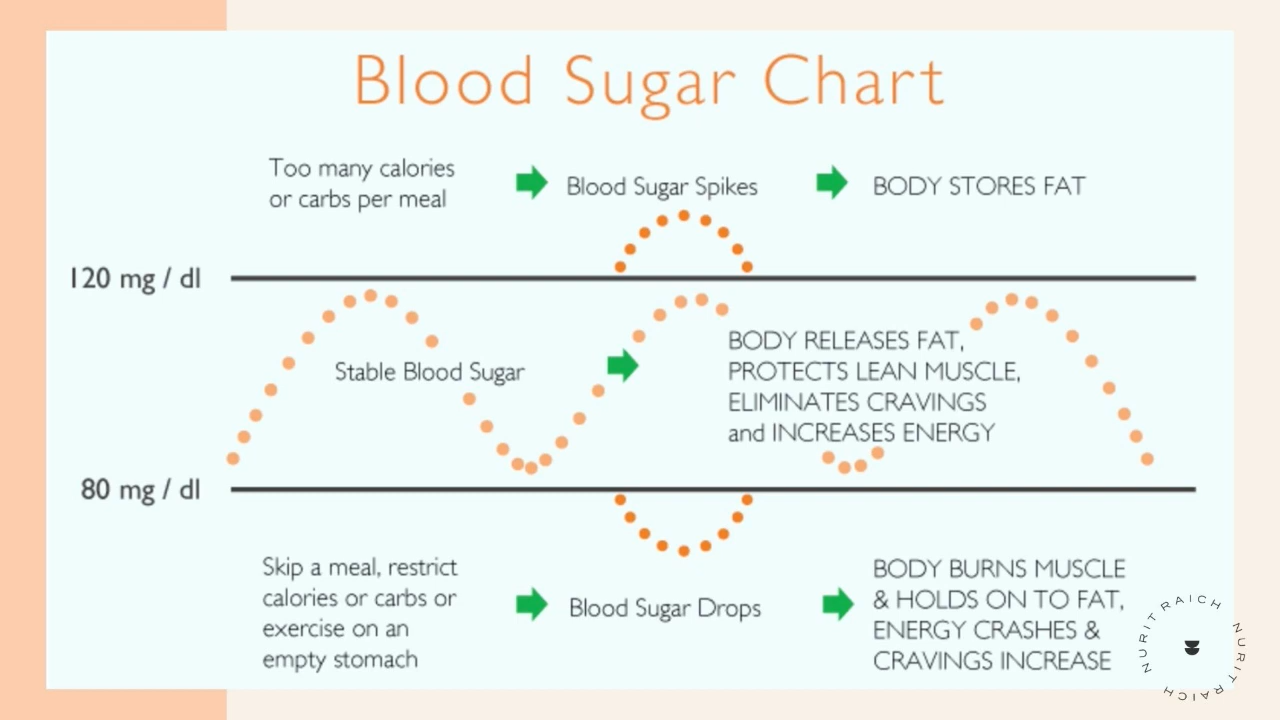 Blood Sugar Chart
Too many calories
or carbs per meal
Blood Sugar Spikes
BODY STORES FAT
120 mg / dl
Stable Blood Sugar
BODY RELEASES FAT,
PROTECTS LEAN MUSCLE,
ELIMINATES CRAVINGS
and INCREASES ENERGY
80 mg / dl
Skip a meal, restrict
calories or carbs or
exercise on an
empty stomach
Blood Sugar Drops
BODY BURNS MUSCLE
& HOLDS ON TO FAT,
ENERGY CRASHES &
CRAVINGS INCREASE
NURITRAICH NURITRAICH